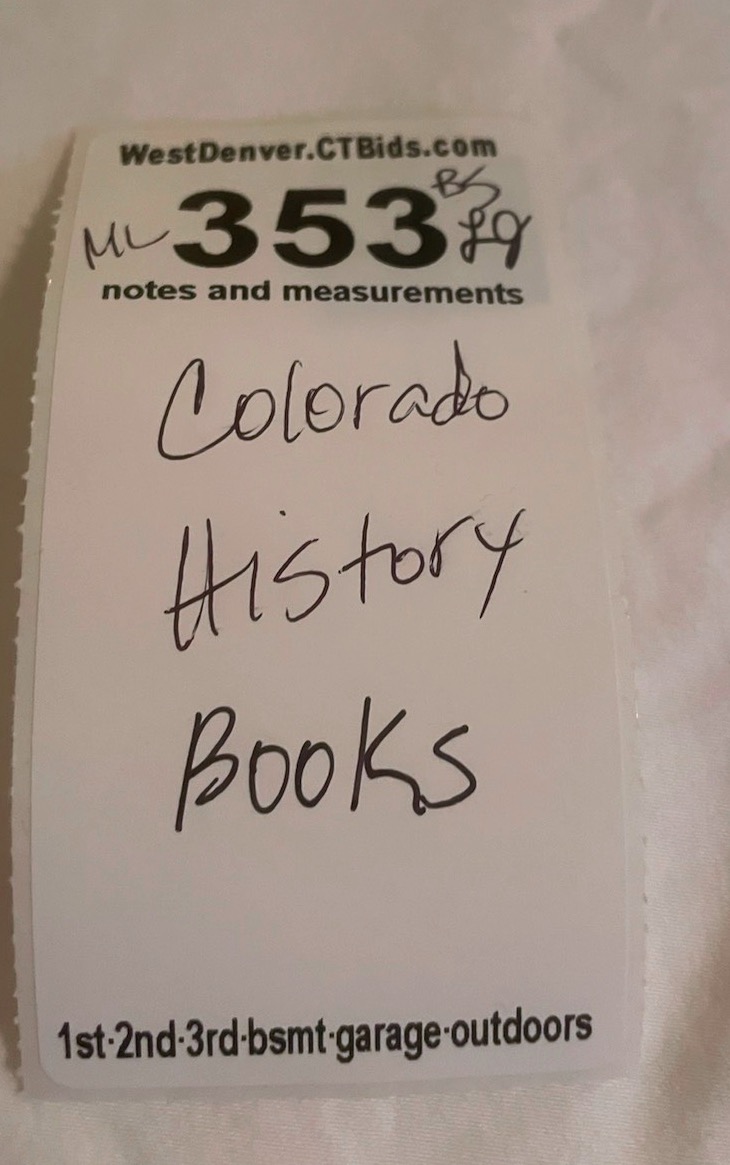 WestDenver.CTBids.com
ML 353 BS
notes and measurements
Colorado
History
Books
1st·2nd·3rd·bsmt·garage·outdoors